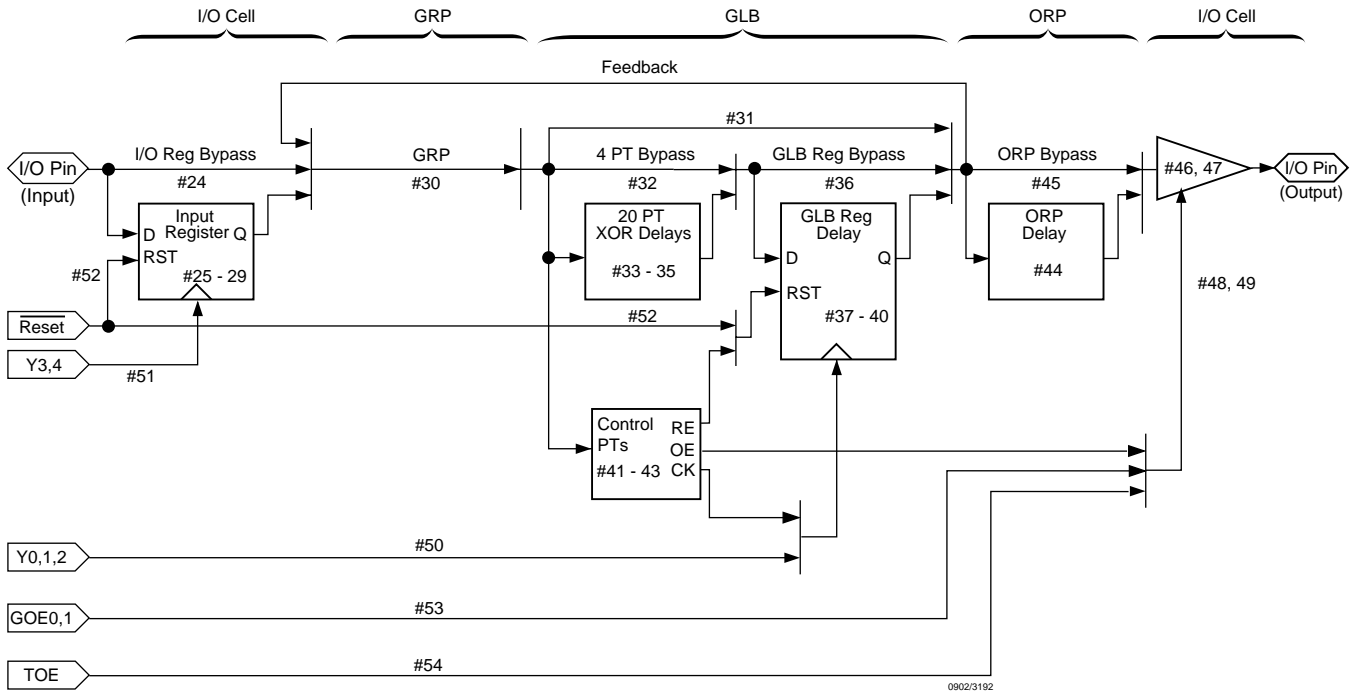 I/O Cell
GRP
GLB
ORP
I/O Cell
Feedback
#31
I/O Pin
(Input)
I/O Reg Bypass
#24
GRP
#30
4 PT Bypass
#32
GLB Reg Bypass
#36
ORP Bypass
#45
#46, 47
I/O Pin
(Output)
Input
Register
D
Q
RST
#25 - 29
20 PT
XOR Delays
#33 - 35
GLB Reg
Delay
D
Q
RST
#37 - 40
ORP
Delay
#44
#52
#48, 49
Reset
#52
Y3,4
#51
Control
PTs
#41 - 43
RE
OE
CK
Y0,1,2
#50
GOE0,1
#53
TOE
#54
0902/3192